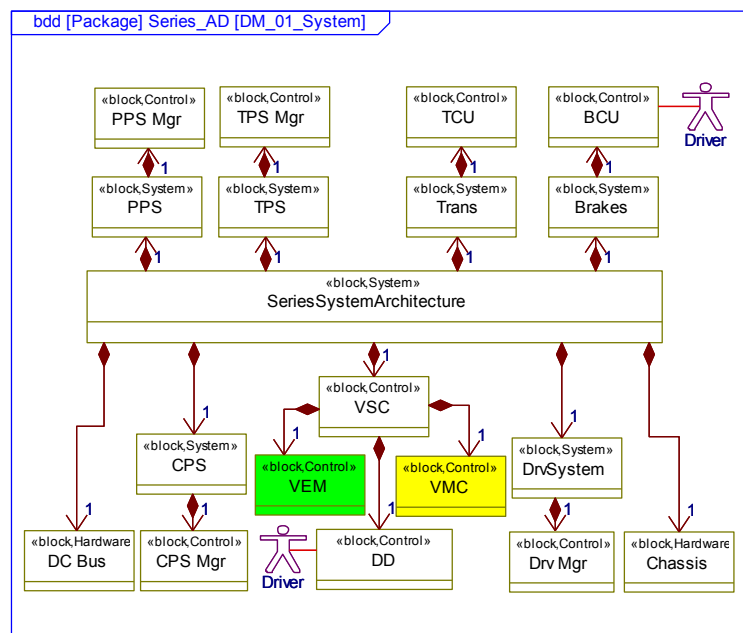 bdd [Package] Series_AD [DM_01_System]
«block,Control»
PPS Mgr
«block,Control»
TPS Mgr
«block,Control»
TCU
«block,Control»
BCU
Driver
1
1
1
1
«block,System»
PPS
«block,System»
TPS
«block,System»
Trans
«block,System»
Brakes
1
1
1
1
«block,System»
SeriesSystemArchitecture
1
«block,Control»
VSC
1
1
1
1
«block,System»
CPS
«block,Control»
VEM
«block,Control»
VMC
«block,System»
DrvSystem
1
1
1
1
1
«block,Hardware
DC Bus
«block,Control»
CPS Mgr
Driver
«block,Control»
DD
«block,Control»
Drv Mgr
«block,Hardware
Chassis